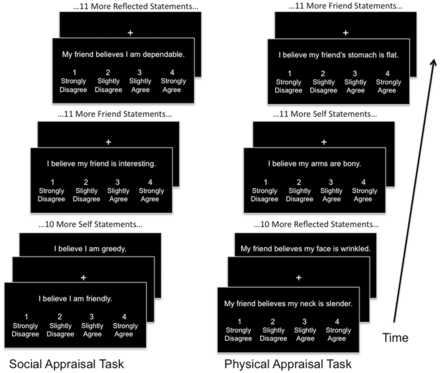 ...11 More Reflected Statements...
+
My friend believes I am dependable.
1 2 3 4
Strongly Slightly Slightly Strongly
Disagree Disagree Agree Agree
...11 More Friend Statements...
+
I believe my friend is interesting.
1 2 3 4
Strongly Slightly Slightly Strongly
Disagree Disagree Agree Agree
...10 More Self Statements...
I believe I am greedy.
+
I believe I am friendly.
1 2 3 4
Strongly Slightly Slightly Strongly
Disagree Disagree Agree Agree
Social Appraisal Task
...11 More Friend Statements...
+
I believe my friend's stomach is flat.
1 2 3 4
Strongly Slightly Slightly Strongly
Disagree Disagree Agree Agree
...11 More Self Statements...
+
I believe my arms are bony.
1 2 3 4
Strongly Slightly Slightly Strongly
Disagree Disagree Agree Agree
...10 More Reflected Statements...
My friend believes my face is wrinkled.
+
My friend believes my neck is slender.
1 2 3 4
Strongly Slightly Slightly Strongly
Disagree Disagree Agree Agree
Physical Appraisal Task
Time